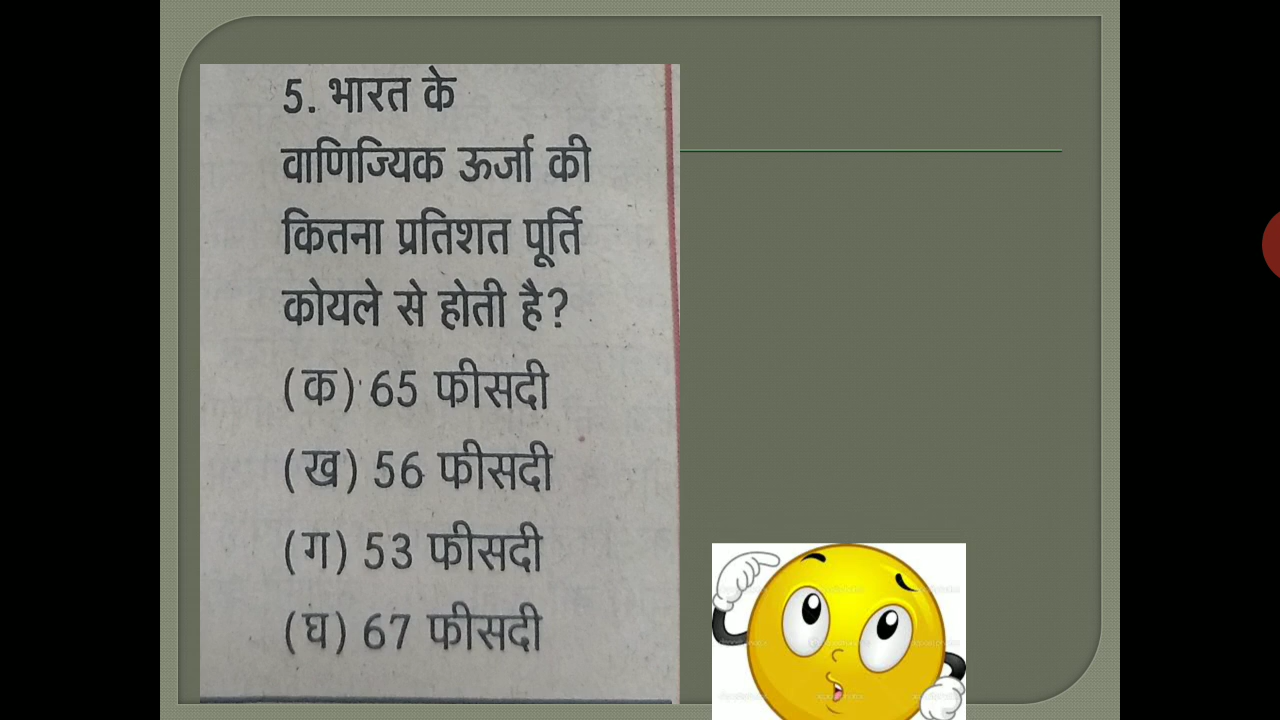 5. भारत के
वाणिज्यिक ऊर्जा की
कितना प्रतिशत पूर्ति
कोयले से होती है?
(क) 65 फीसदी
(ख) 56 फीसदी
(ग) 53 फीसदी
(घ) 67 फीसदी